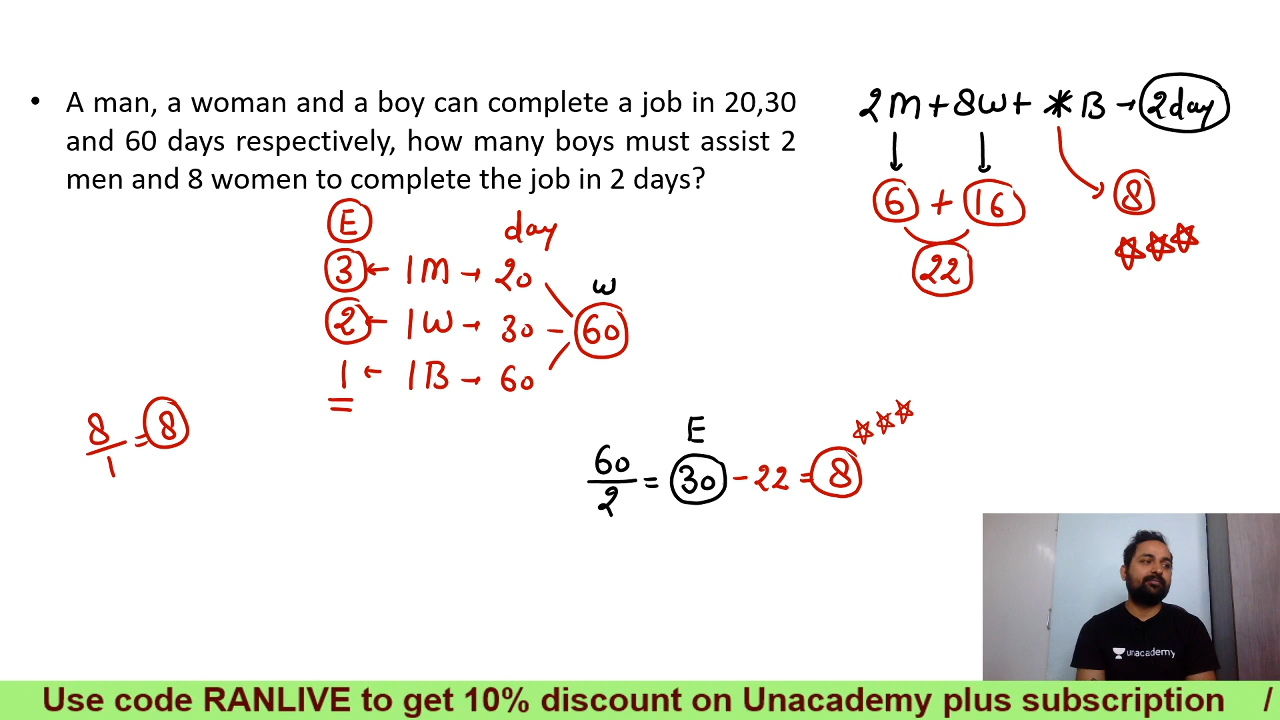 • A man, a woman and a boy can complete a job in 20,30
and 60 days respectively, how many boys must assist 2
men and 8 women to complete the job in 2 days?
2M + 8W + * B → 2day
6 + 16
8
22
E
day
3 ← 1M → 20
W
2 ← 1W → 30 - 60
1 ← 1B → 60
8/1 = 8
E
60/2 = 30 - 22 = 8
unacademy
Use code RANLIVE to get 10% discount on Unacademy plus subscription /